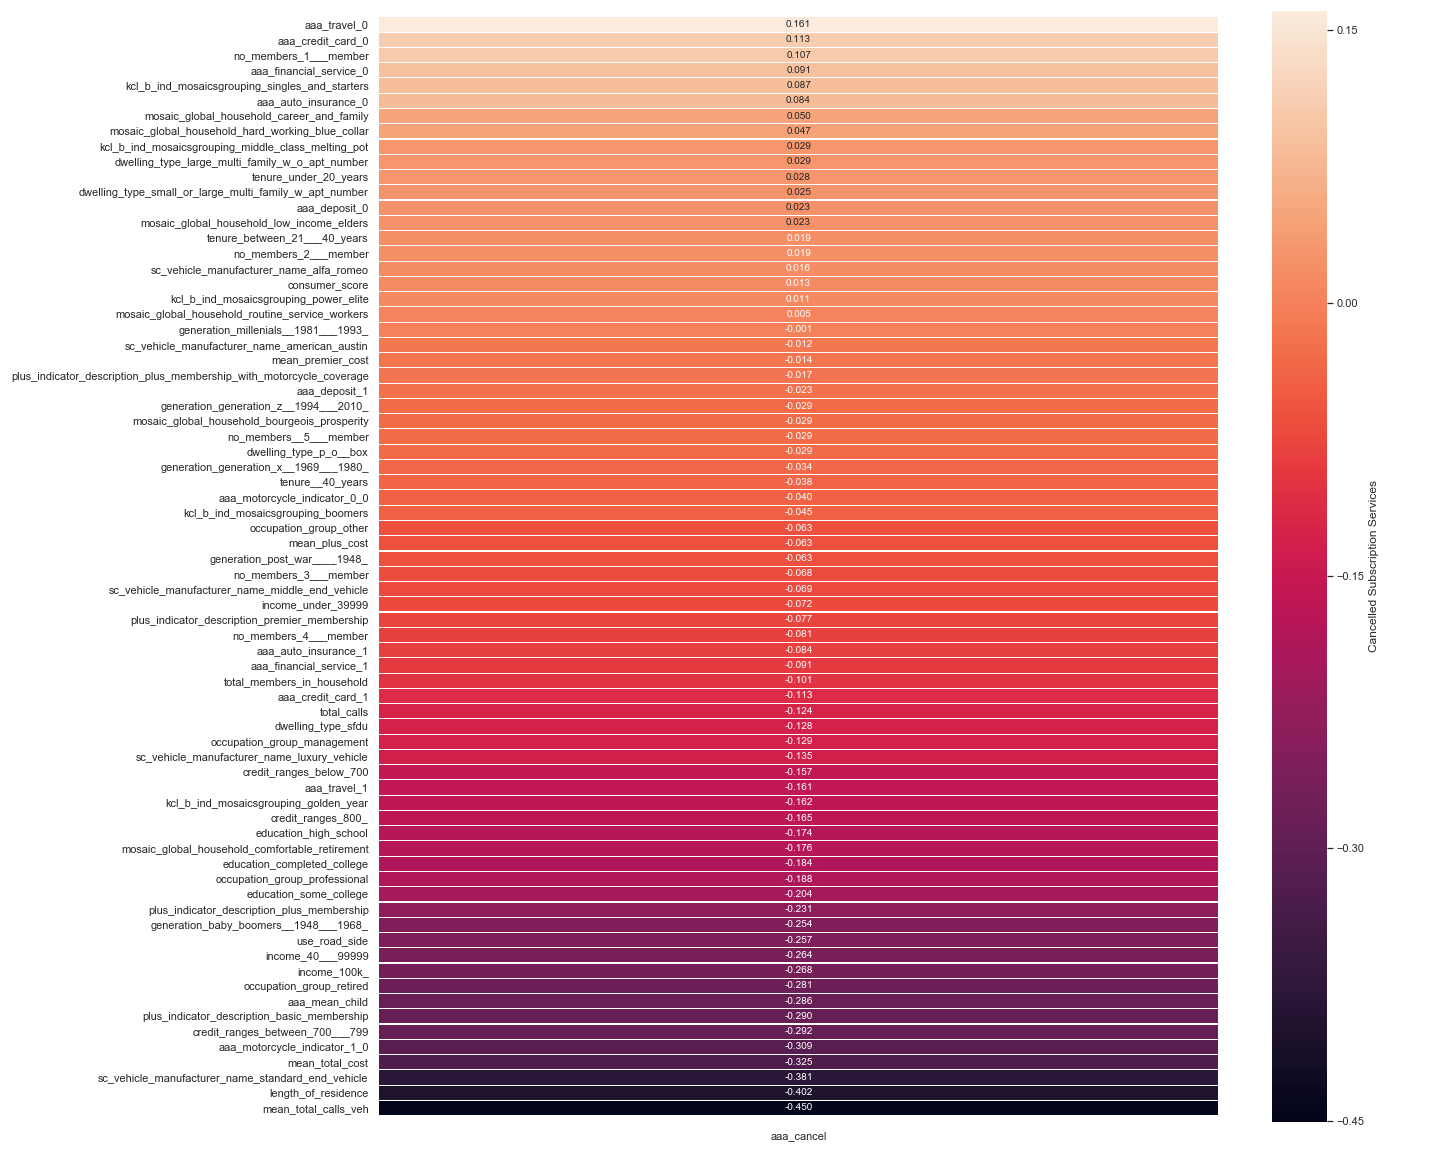 aaa_travel_0 0.161
aaa_credit_card_0 0.113
no_members_1___member 0.107
aaa_financial_service_0 0.091
kcl_b_ind_mosaicsgrouping_singles_and_starters 0.087
aaa_auto_insurance_0 0.084
mosaic_global_household_career_and_family 0.050
mosaic_global_household_hard_working_blue_collar 0.047
kcl_b_ind_mosaicsgrouping_middle_class_melting_pot 0.029
dwelling_type_large_multi_family_w_o_apt_number 0.029
tenure_under_20_years 0.028
dwelling_type_small_or_large_multi_family_w_apt_number 0.025
aaa_deposit_0 0.023
mosaic_global_household_low_income_elders 0.023
tenure_between_21___40_years 0.019
no_members_2___member 0.019
sc_vehicle_manufacturer_name_alfa_romeo 0.016
consumer_score 0.013
kcl_b_ind_mosaicsgrouping_power_elite 0.011
mosaic_global_household_routine_service_workers 0.005
generation_millenials__1981___1993_ -0.001
sc_vehicle_manufacturer_name_american_austin -0.012
mean_premier_cost -0.014
plus_indicator_description_plus_membership_with_motorcycle_coverage -0.017
aaa_deposit_1 -0.023
generation_generation_z__1994___2010_ -0.029
mosaic_global_household_bourgeois_prosperity -0.029
no_members__5___member -0.029
dwelling_type_p_o__box -0.029
generation_generation_x__1969___1980_ -0.034
tenure__40_years -0.038
aaa_motorcycle_indicator_0_0 -0.040
kcl_b_ind_mosaicsgrouping_boomers -0.045
occupation_group_other -0.063
mean_plus_cost -0.063
generation_post_war____1948_ -0.063
no_members_3___member -0.068
sc_vehicle_manufacturer_name_middle_end_vehicle -0.069
income_under_39999 -0.072
plus_indicator_description_premier_membership -0.077
no_members_4___member -0.081
aaa_auto_insurance_1 -0.084
aaa_financial_service_1 -0.091
total_members_in_household -0.101
aaa_credit_card_1 -0.113
total_calls -0.124
dwelling_type_sfdu -0.128
occupation_group_management -0.129
sc_vehicle_manufacturer_name_luxury_vehicle -0.135
credit_ranges_below_700 -0.157
aaa_travel_1 -0.161
kcl_b_ind_mosaicsgrouping_golden_year -0.162
credit_ranges_800_ -0.165
education_high_school -0.174
mosaic_global_household_comfortable_retirement -0.176
education_completed_college -0.184
occupation_group_professional -0.188
education_some_college -0.204
plus_indicator_description_plus_membership -0.231
generation_baby_boomers__1948___1968_ -0.254
use_road_side -0.257
income_40___99999 -0.264
income_100k_ -0.268
occupation_group_retired -0.281
aaa_mean_child -0.286
plus_indicator_description_basic_membership -0.290
credit_ranges_between_700___799 -0.292
aaa_motorcycle_indicator_1_0 -0.309
mean_total_cost -0.325
sc_vehicle_manufacturer_name_standard_end_vehicle -0.381
length_of_residence -0.402
mean_total_calls_veh -0.450
aaa_cancel
0.15
0.00
−0.15
−0.30
−0.45
Cancelled Subscription Services